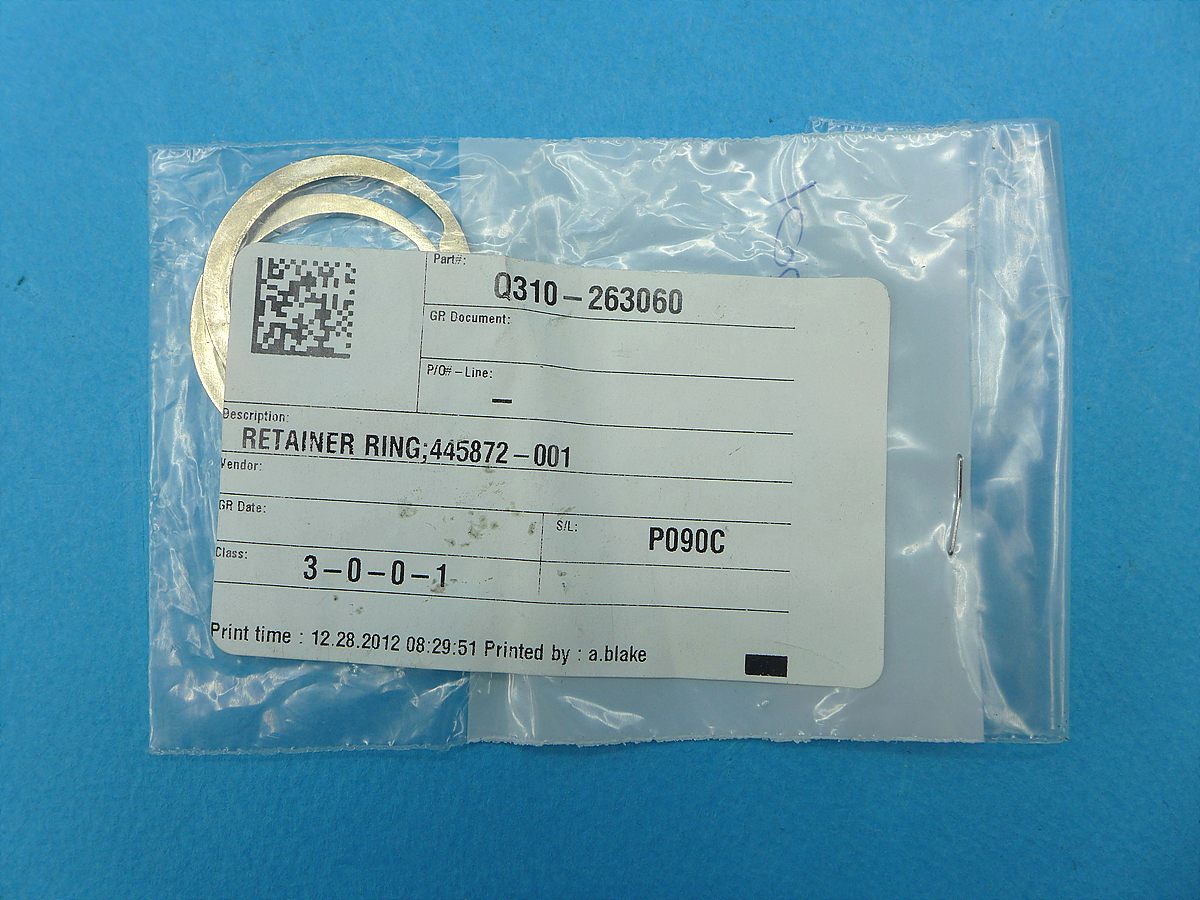 Part#:
Q310-263060
GR Document:
P/O#-Line:
-
Description:
RETAINER RING;445872-001
Vendor:
GR Date:
S/L:
P090C
Class:
3-0-0-1
Print time : 12.28.2012 08:29:51 Printed by : a.blake